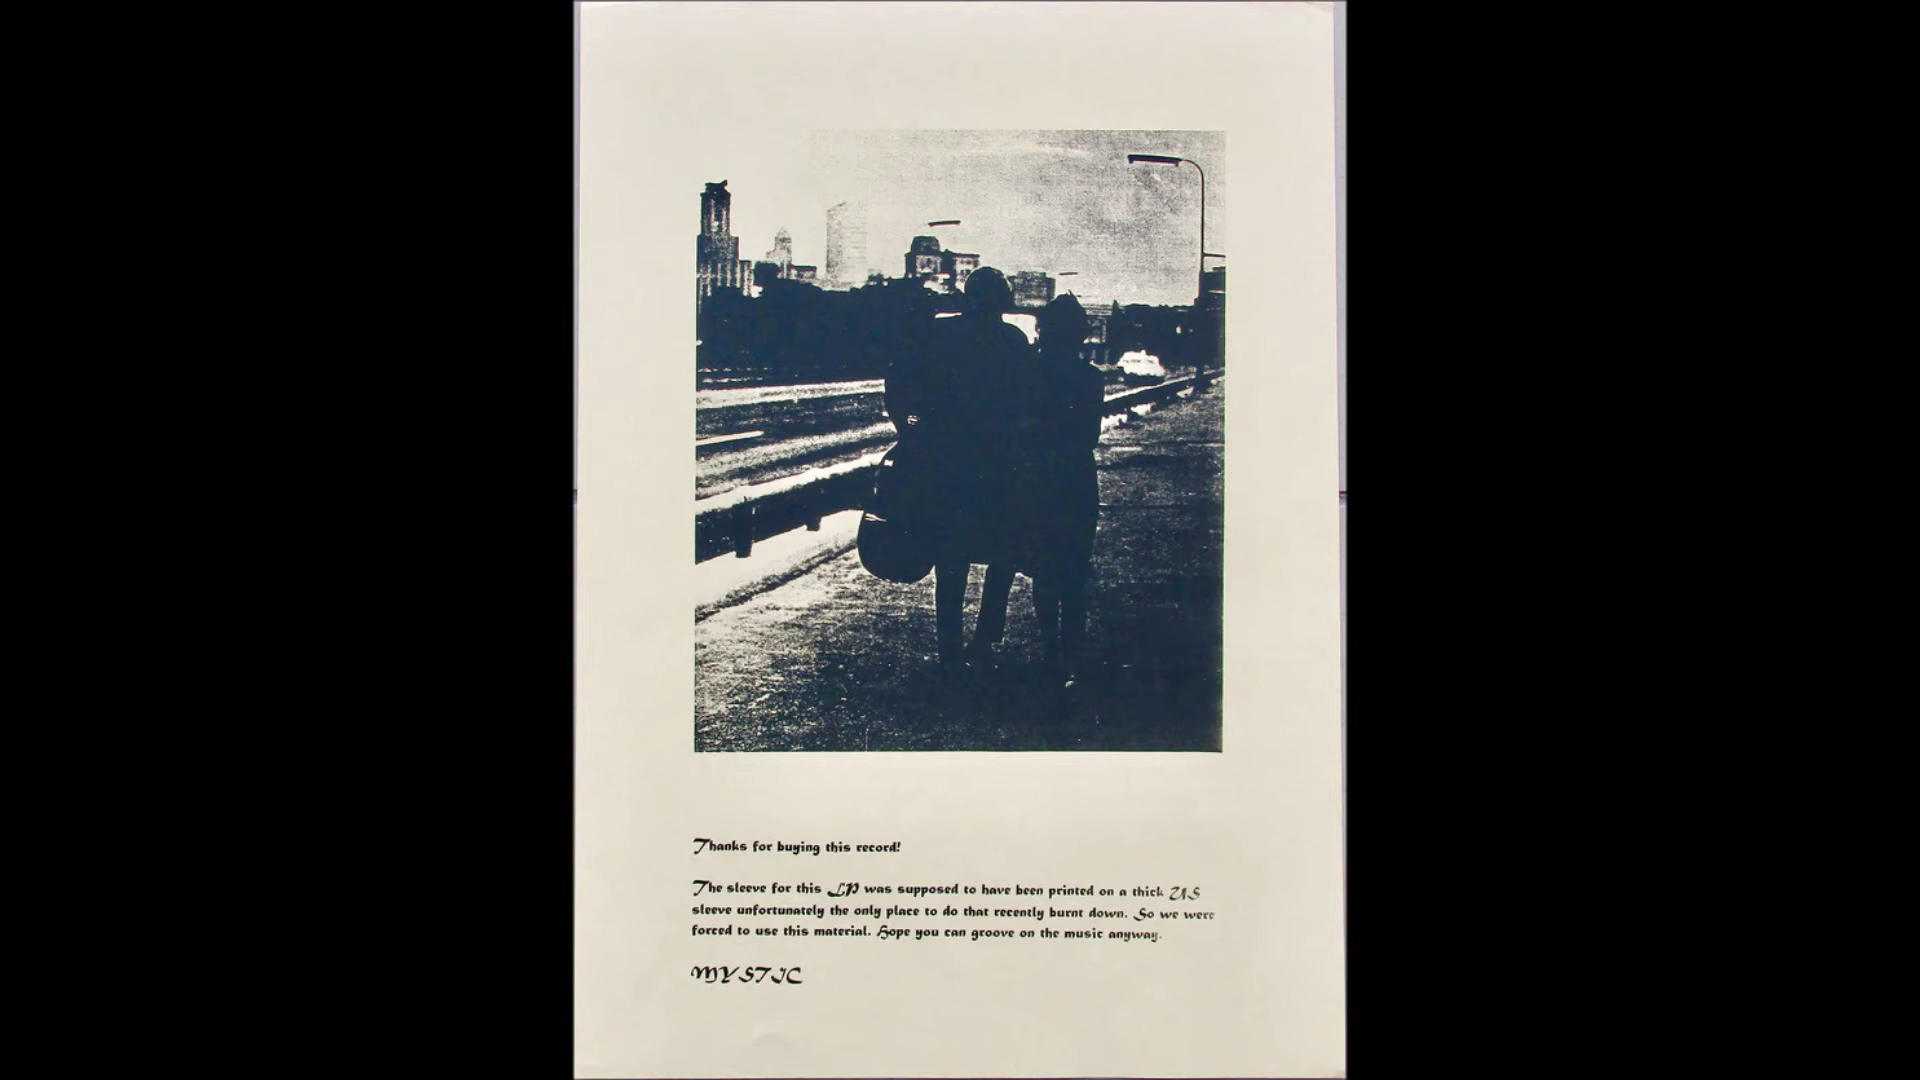 Thanks for buying this record!
The sleeve for this LP was supposed to have been printed on a thick US
sleeve unfortunately the only place to do that recently burnt down. So we were
forced to use this material. Hope you can groove on the music anyway.
MYSTIC